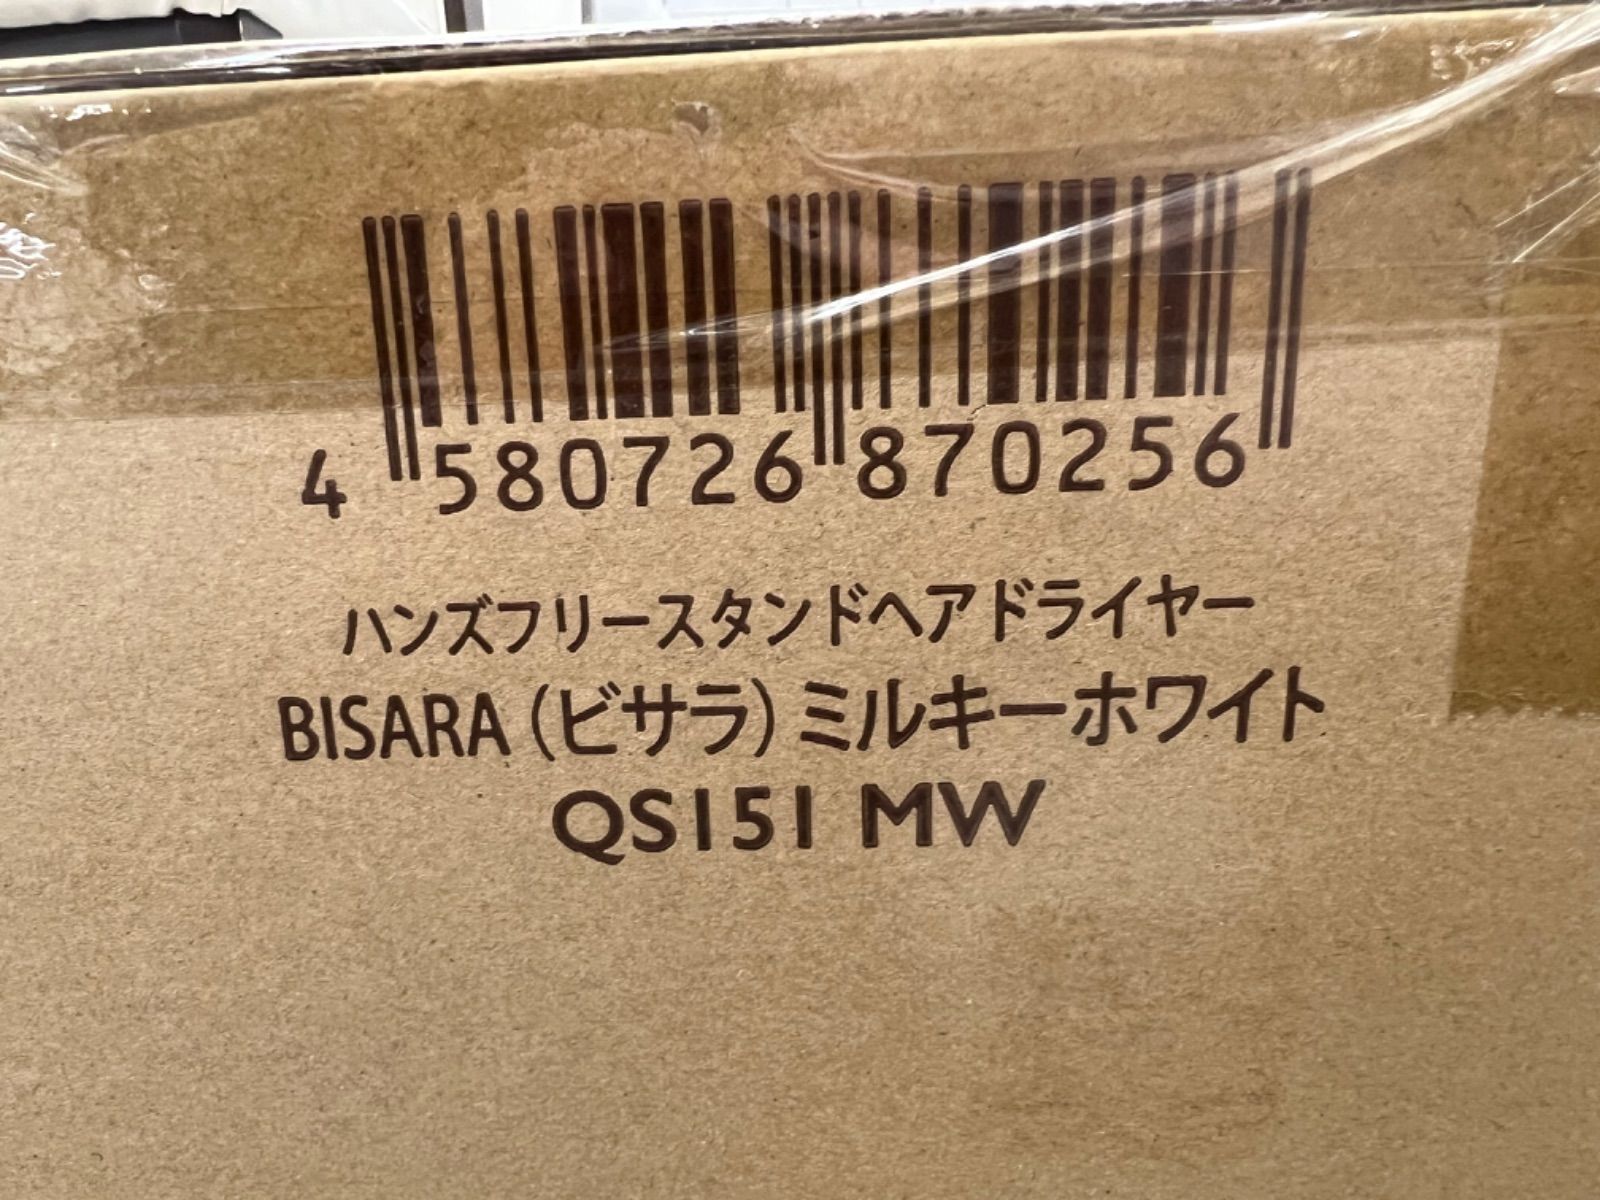 4 580726 870256
ハンズフリースタンドヘアドライヤー
BISARA（ビサラ）ミルキーホワイト
QS151 MW